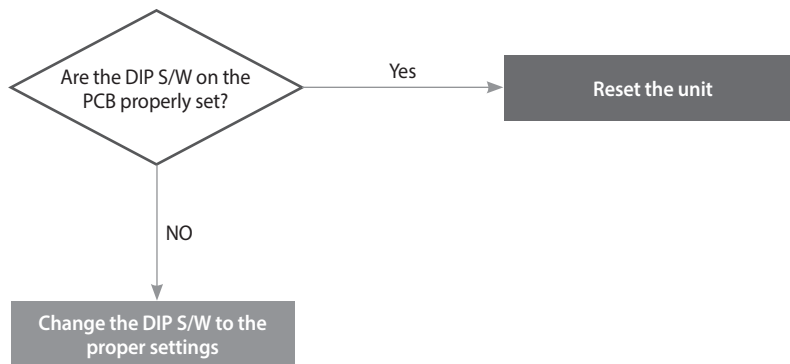 Are the DIP S/W on the
PCB properly set?
Yes
Reset the unit
NO
Change the DIP S/W to the
proper settings